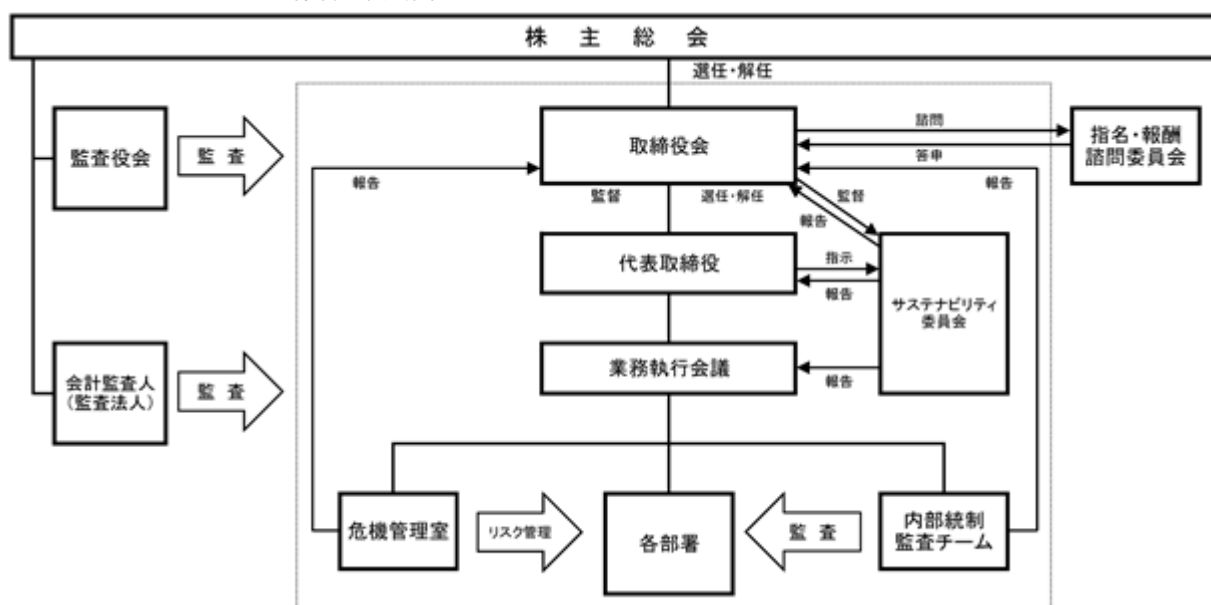 株主総会
選任・解任
監査役会
監査
取締役会
諮問
答申
指名・報酬
諮問委員会
報告
監督
選任・解任
監督
報告
報告
代表取締役
指示
報告
サステナビリティ
委員会
業務執行会議
報告
会計監査人
(監査法人)
監査
危機管理室
リスク管理
各部署
監査
内部統制
監査チーム